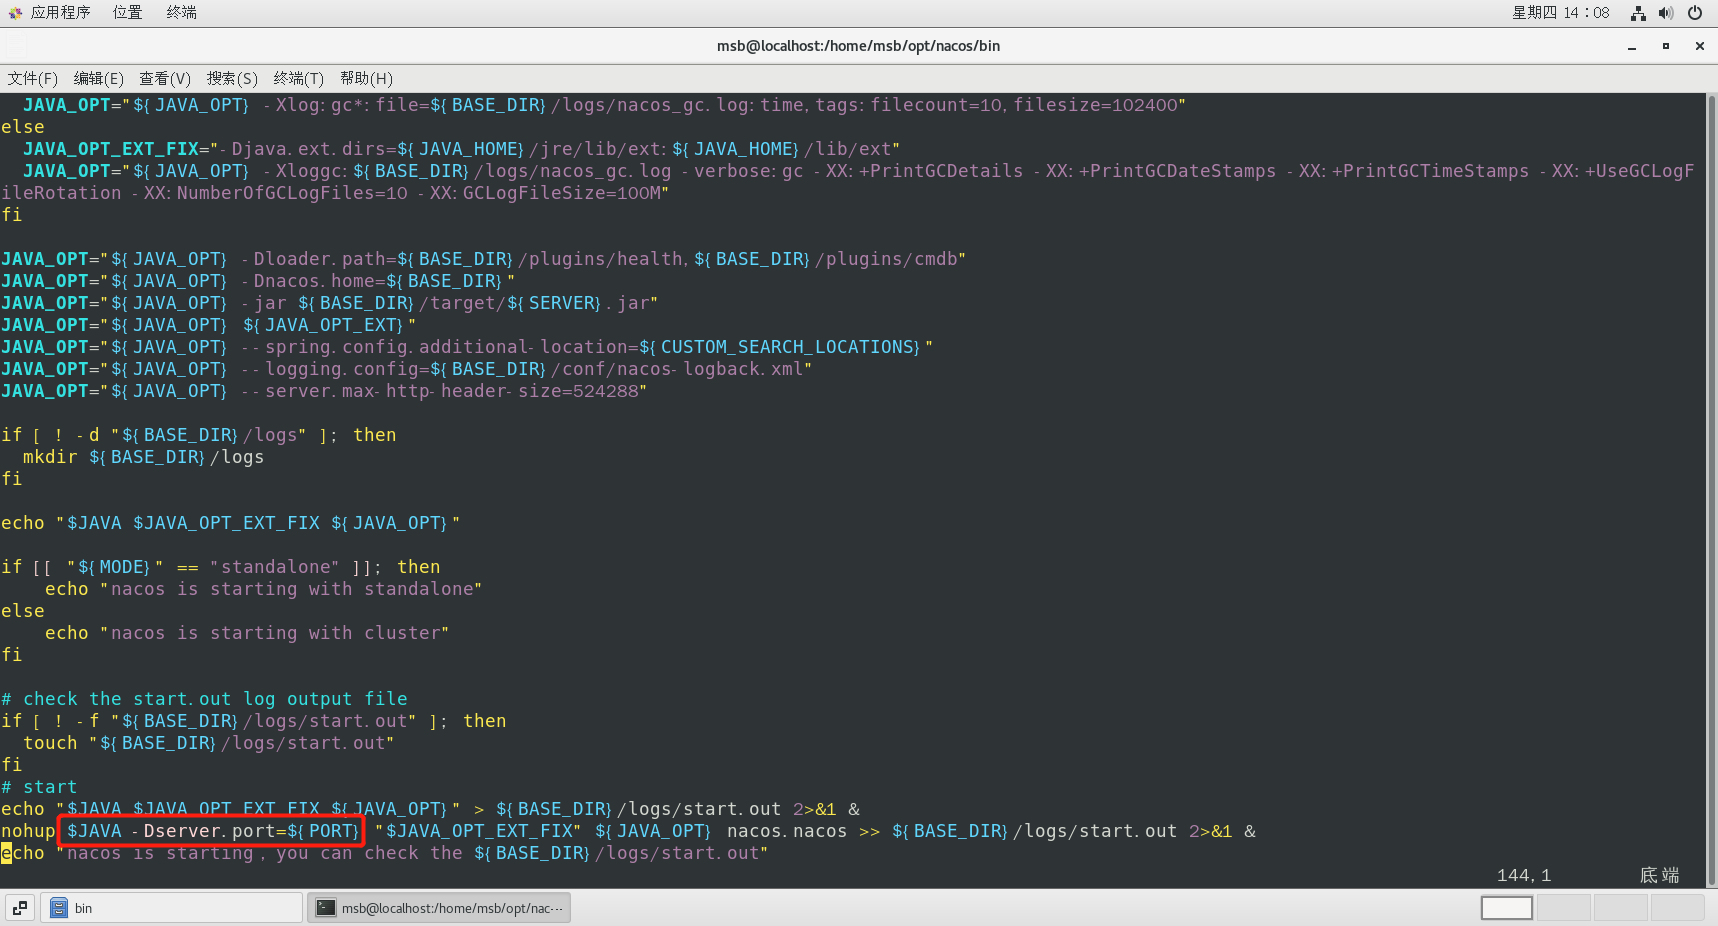 应用程序 位置 终端 星期四 14：08
msb@localhost:/home/msb/opt/nacos/bin
文件(F) 编辑(E) 查看(V) 搜索(S) 终端(T) 帮助(H)
  JAVA_OPT="${JAVA_OPT} -Xlog:gc*:file=${BASE_DIR}/logs/nacos_gc.log:time,tags:filecount=10,filesize=102400"
else
  JAVA_OPT_EXT_FIX="-Djava.ext.dirs=${JAVA_HOME}/jre/lib/ext:${JAVA_HOME}/lib/ext"
  JAVA_OPT="${JAVA_OPT} -Xloggc:${BASE_DIR}/logs/nacos_gc.log -verbose:gc -XX:+PrintGCDetails -XX:+PrintGCDateStamps -XX:+PrintGCTimeStamps -XX:+UseGCLogF
ileRotation -XX:NumberOfGCLogFiles=10 -XX:GCLogFileSize=100M"
fi

JAVA_OPT="${JAVA_OPT} -Dloader.path=${BASE_DIR}/plugins/health,${BASE_DIR}/plugins/cmdb"
JAVA_OPT="${JAVA_OPT} -Dnacos.home=${BASE_DIR}"
JAVA_OPT="${JAVA_OPT} -jar ${BASE_DIR}/target/${SERVER}.jar"
JAVA_OPT="${JAVA_OPT} ${JAVA_OPT_EXT}"
JAVA_OPT="${JAVA_OPT} --spring.config.additional-location=${CUSTOM_SEARCH_LOCATIONS}"
JAVA_OPT="${JAVA_OPT} --logging.config=${BASE_DIR}/conf/nacos-logback.xml"
JAVA_OPT="${JAVA_OPT} --server.max-http-header-size=524288"

if [ ! -d "${BASE_DIR}/logs" ]; then
  mkdir ${BASE_DIR}/logs
fi

echo "$JAVA $JAVA_OPT_EXT_FIX ${JAVA_OPT}"

if [[ "${MODE}" == "standalone" ]]; then
    echo "nacos is starting with standalone"
else
    echo "nacos is starting with cluster"
fi

# check the start.out log output file
if [ ! -f "${BASE_DIR}/logs/start.out" ]; then
  touch "${BASE_DIR}/logs/start.out"
fi
# start
echo "$JAVA $JAVA_OPT_EXT_FIX ${JAVA_OPT}" > ${BASE_DIR}/logs/start.out 2>&1 &
nohup $JAVA -Dserver.port=${PORT} "$JAVA_OPT_EXT_FIX" ${JAVA_OPT} nacos.nacos >> ${BASE_DIR}/logs/start.out 2>&1 &
echo "nacos is starting，you can check the ${BASE_DIR}/logs/start.out"
144,1 底端
bin msb@localhost:/home/msb/opt/nac···